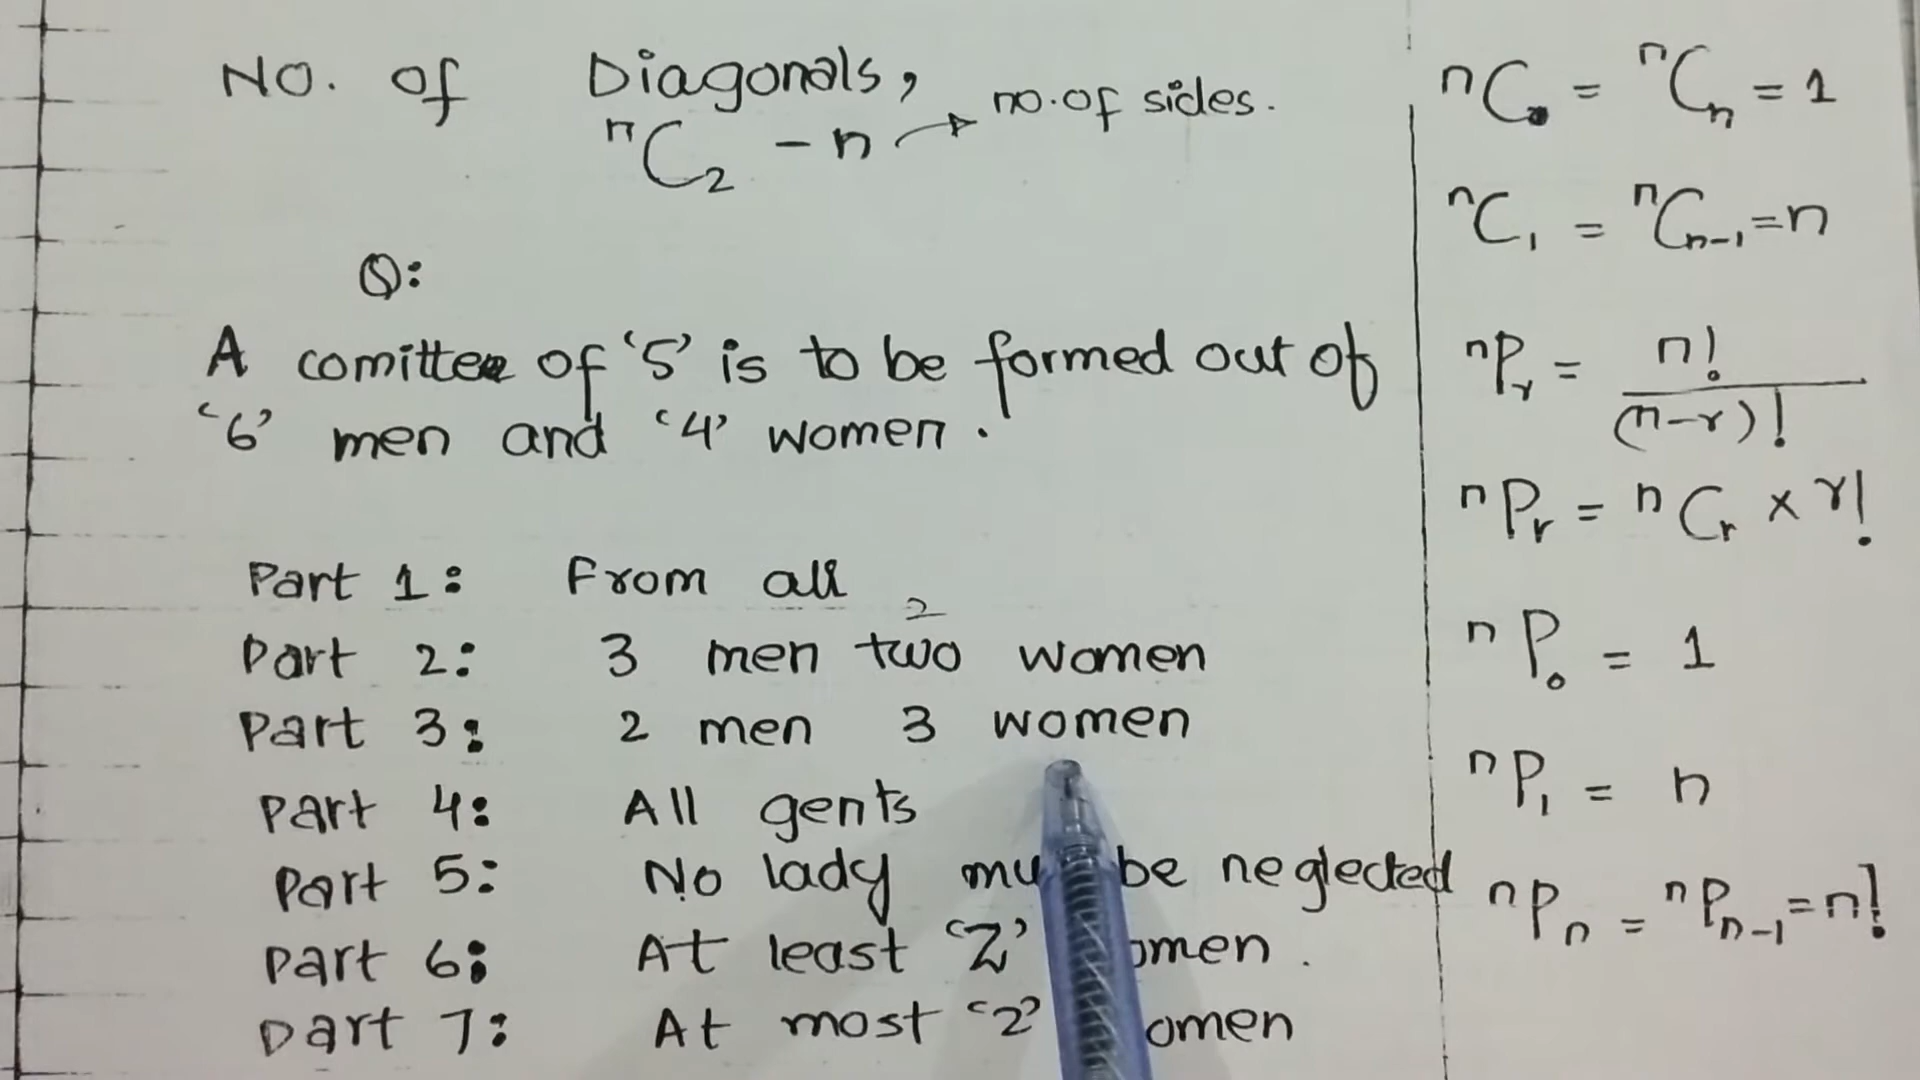 No. of Diagonals,
ⁿC₂ - n → no. of sides.
Q:
A comittee of '5' is to be formed out of
'6' men and '4' women.
Part 1: From all
2
Part 2: 3 men two women
Part 3: 2 men 3 women
Part 4: All gents
Part 5: No lady be neglected
Part 6: At least '2'
Part 7: At most '2'
ⁿC₀ = ⁿCₙ = 1
ⁿC₁ = ⁿCₙ₋₁ = n
ⁿPᵣ = n! / (n-r)!
ⁿPᵣ = ⁿCᵣ × r!
ⁿP₀ = 1
ⁿP₁ = n
ⁿPₙ = ⁿPₙ₋₁ = n!